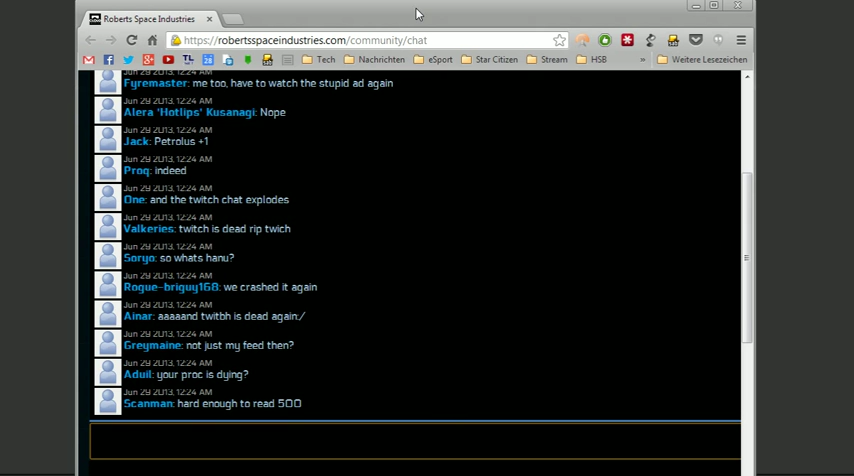 Roberts Space Industries
https://robertsspaceindustries.com/community/chat
Tech Nachrichten eSport Star Citizen Stream HSB » Weitere Lesezeichen
Jun 29 2013, 12:24 AM
Fyremaster: me too, have to watch the stupid ad again
Alera 'Hotlips' Kusanagi: Nope
Jun 29 2013, 12:24 AM
Jack: Petrolus +1
Jun 29 2013, 12:24 AM
Proq: indeed
Jun 29 2013, 12:24 AM
One: and the twitch chat explodes
Jun 29 2013, 12:24 AM
Valkeries: twitch is dead rip twich
Jun 29 2013, 12:24 AM
Soryo: so whats hanu?
Jun 29 2013, 12:24 AM
Rogue-briguy168: we crashed it again
Jun 29 2013, 12:24 AM
Ainar: aaaaand twitbh is dead again:/
Jun 29 2013, 12:24 AM
Greymaine: not just my feed then?
Jun 29 2013, 12:24 AM
Aduil: your proc is dying?
Jun 29 2013, 12:24 AM
Scanman: hard enough to read 500